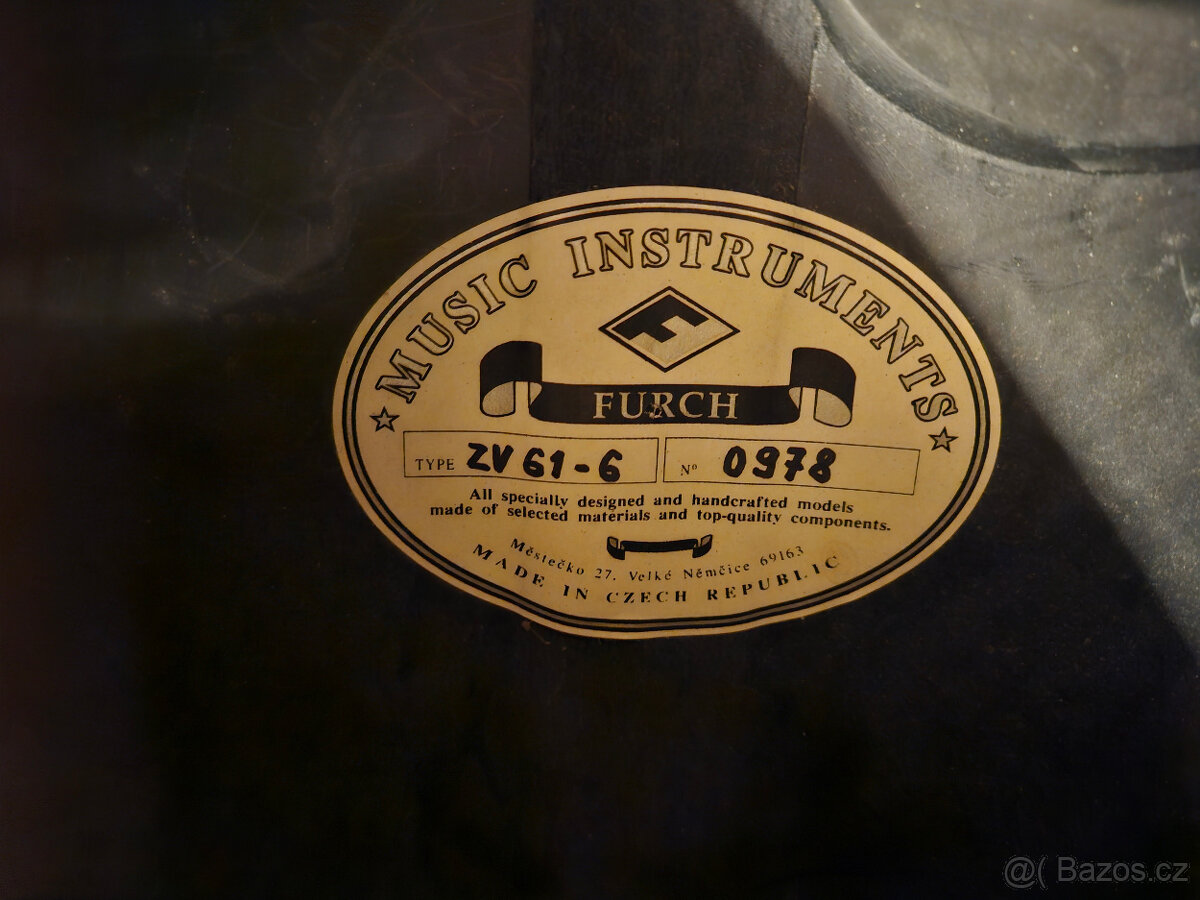 MUSIC INSTRUMENTS
FURCH
TYPE ZV 61-6
Nº 0978
All specially designed and handcrafted models
made of selected materials and top-quality components.
Městečko 27, Velké Němčice 69163
MADE IN CZECH REPUBLIC
@( Bazos.cz